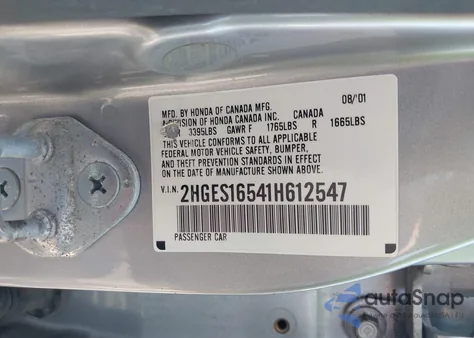 MFD. BY HONDA OF CANADA MFG. 08/'01
A DIVISION OF HONDA CANADA INC. CANADA
3395LBS GAWR F 1765LBS R 1665LBS
THIS VEHICLE CONFORMS TO ALL APPLICABLE
FEDERAL MOTOR VEHICLE SAFETY, BUMPER,
AND THEFT PREVENTION STANDARDS IN EFFECT
ON THE DATE OF MANUFACTURE SHOWN ABOVE.
V.I.N. 2HGES16541H612547
PASSENGER CAR
autoSnap